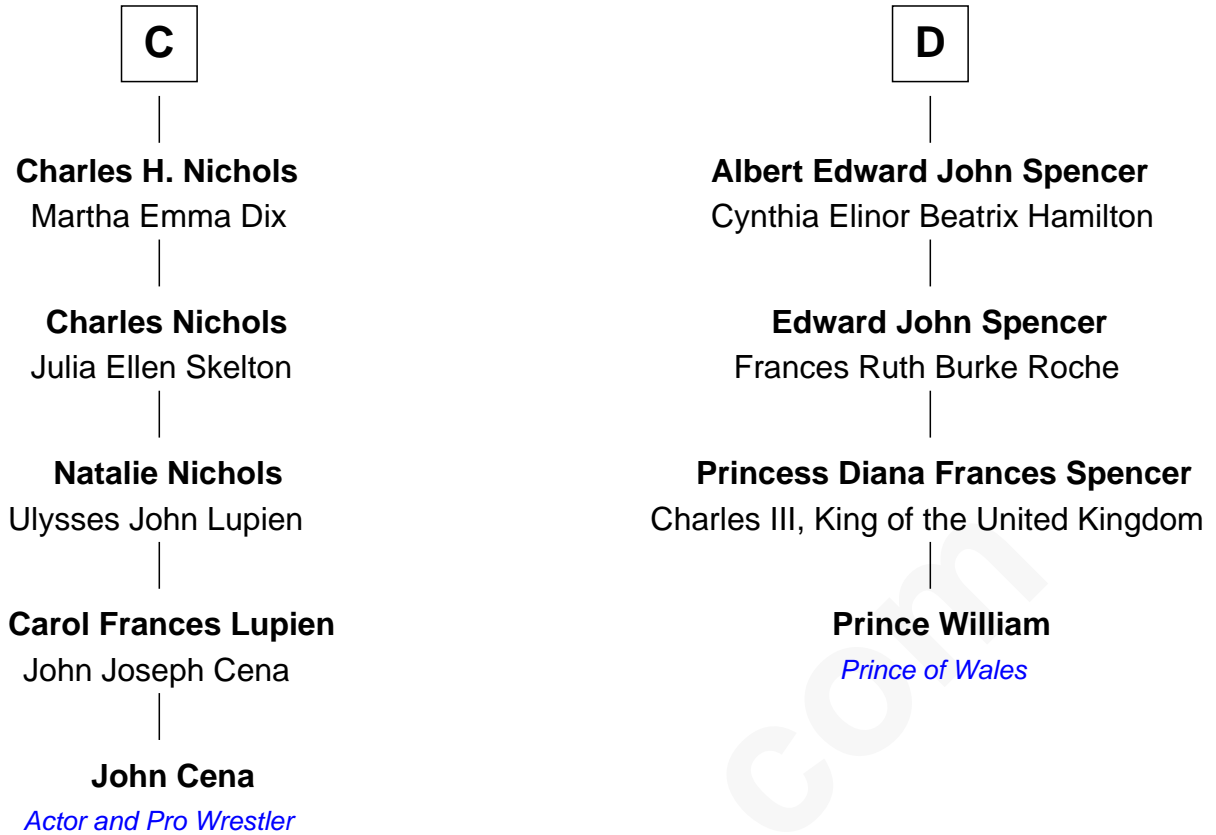 C
Charles H. Nichols
Martha Emma Dix
Charles Nichols
Julia Ellen Skelton
Natalie Nichols
Ulysses John Lupien
Carol Frances Lupien
John Joseph Cena
John Cena
Actor and Pro Wrestler
D
Albert Edward John Spencer
Cynthia Elinor Beatrix Hamilton
Edward John Spencer
Frances Ruth Burke Roche
Princess Diana Frances Spencer
Charles III, King of the United Kingdom
Prince William
Prince of Wales
com